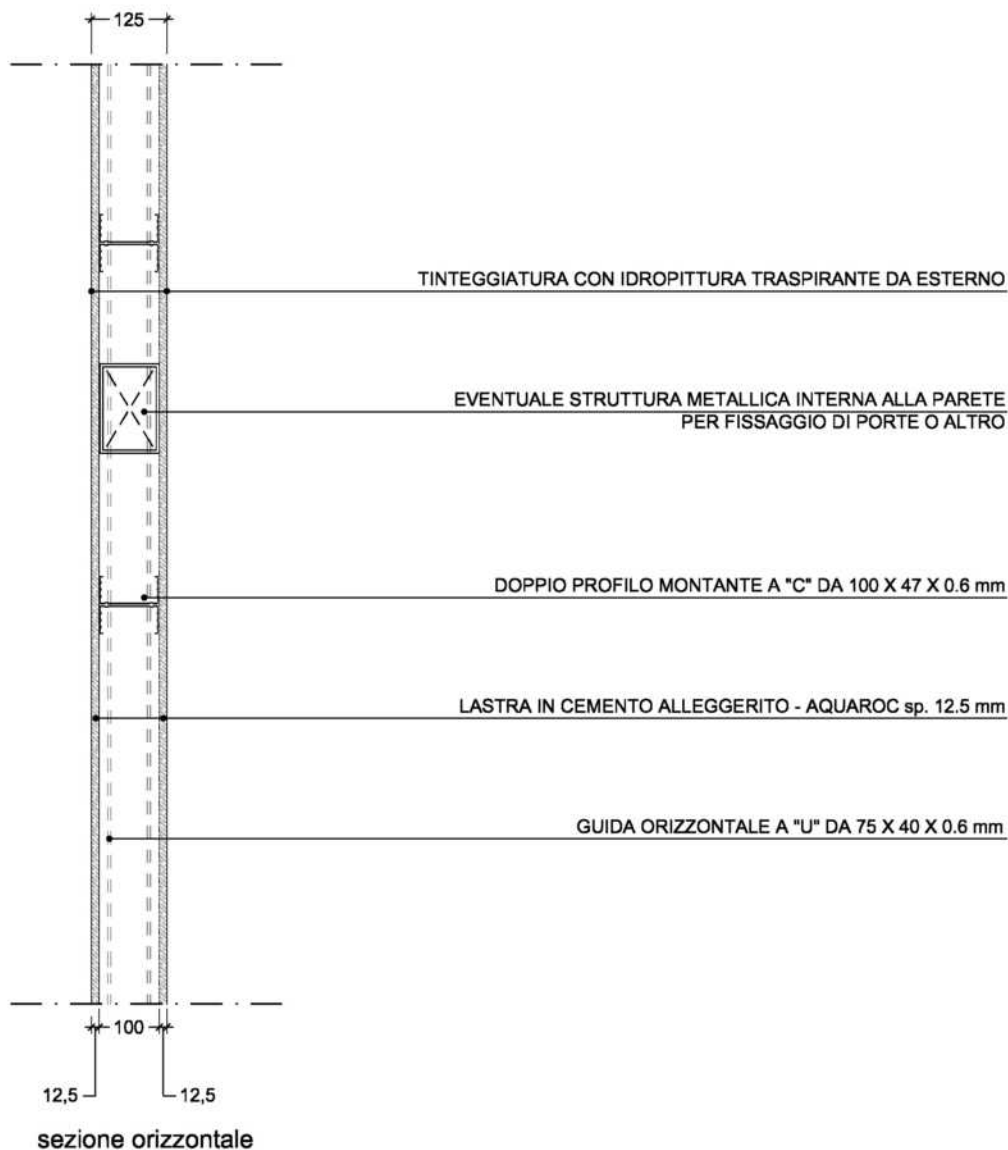 125
TINTEGGIATURA CON IDROPITTURA TRASPIRANTE DA ESTERNO
EVENTUALE STRUTTURA METALLICA INTERNA ALLA PARETE
PER FISSAGGIO DI PORTE O ALTRO
DOPPIO PROFILO MONTANTE A "C" DA 100 X 47 X 0.6 mm
LASTRA IN CEMENTO ALLEGGERITO - AQUAROC sp. 12.5 mm
GUIDA ORIZZONTALE A "U" DA 75 X 40 X 0.6 mm
100
12,5 12,5
sezione orizzontale